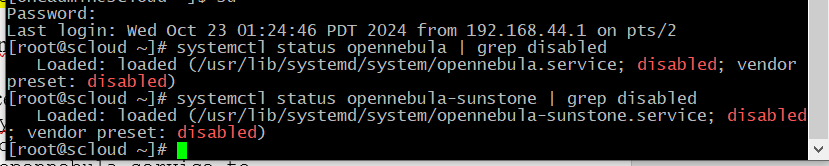 Password:
Last login: Wed Oct 23 01:24:46 PDT 2024 from 192.168.44.1 on pts/2
[root@scloud ~]# systemctl status opennebula | grep disabled
   Loaded: loaded (/usr/lib/systemd/system/opennebula.service; disabled; vendor
preset: disabled)
[root@scloud ~]# systemctl status opennebula-sunstone | grep disabled
   Loaded: loaded (/usr/lib/systemd/system/opennebula-sunstone.service; disabled
; vendor preset: disabled)
[root@scloud ~]#